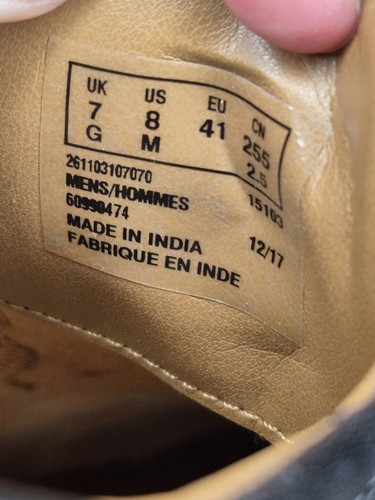 UK US EU CN
7 8 41 255
G M 2.5
261103107070
MENS/HOMMES 15103
60990474
MADE IN INDIA 12/17
FABRIQUE EN INDE